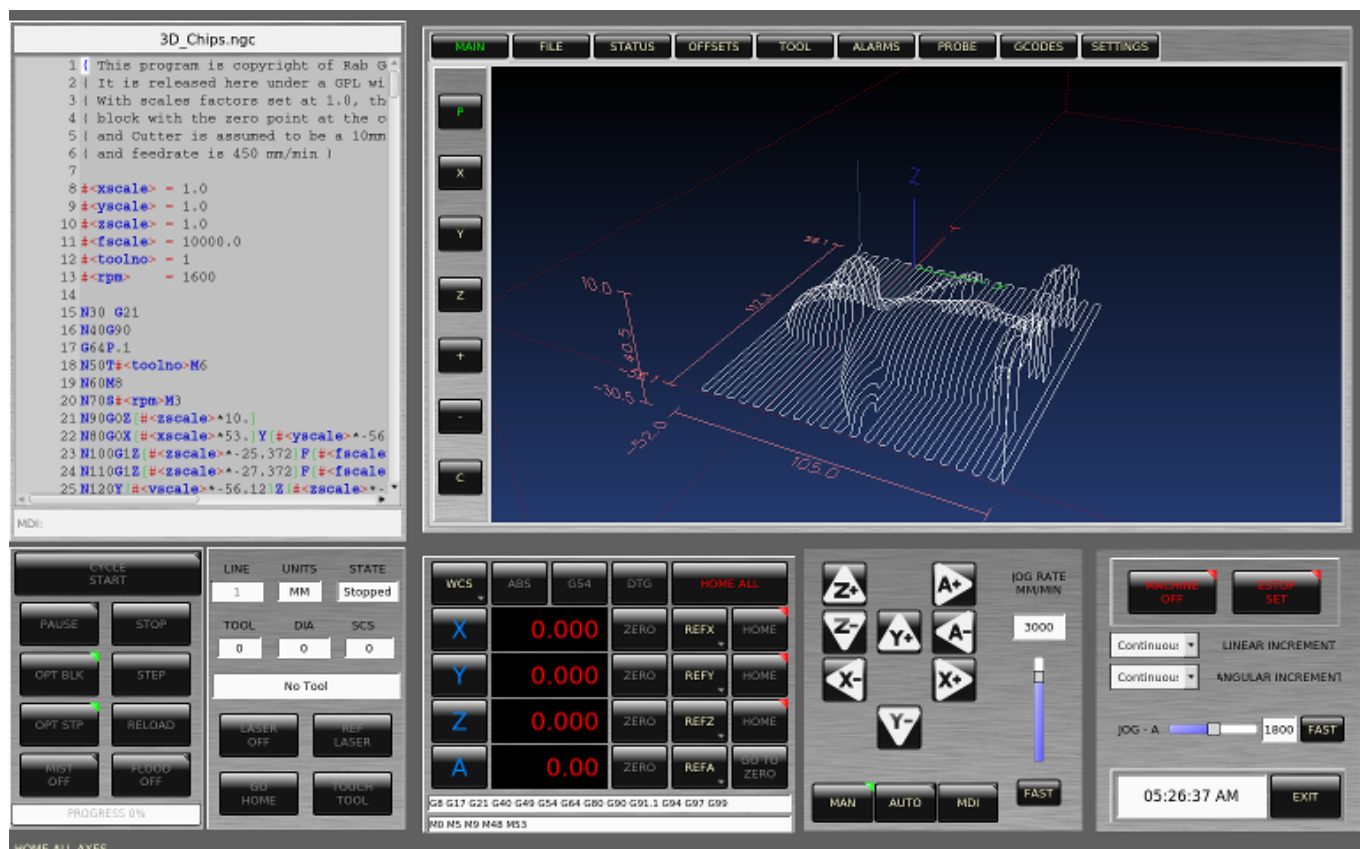 3D_Chips.ngc
1 ( This program is copyright of Rab G
2 ( It is released here under a GPL wi
3 ( With scales factors set at 1.0, th
4 ( block with the zero point at the o
5 ( and Cutter is assumed to be a 10mm
6 ( and feedrate is 450 mm/min )
7
8 #<xscale> = 1.0
9 #<yscale> = 1.0
10 #<zscale> = 1.0
11 #<fscale> = 10000.0
12 #<toolno> = 1
13 #<rpm> = 1600
14
15 N30 G21
16 N40G90
17 G64P.1
18 N50T#<toolno>M6
19 N60M8
20 N70S#<rpm>M3
21 N90G0Z[#<zscale>*10.]
22 N80G0X[#<xscale>*53.]Y[#<yscale>*-56
23 N100G1Z[#<zscale>*-25.372]F[#<fscale
24 N110G1Z[#<zscale>*-27.372]F[#<fscale
25 N120Y[#<yscale>*-56.12]Z[#<zscale>*-
MDI:
MAIN FILE STATUS OFFSETS TOOL ALARMS PROBE GCODES SETTINGS
P
X
Y
Z
+
-
C
Z
Y
10.0
40.5
-30.5
-52.0
105.0
112.3
CYCLE
START
PAUSE STOP
OPT BLK STEP
OPT STP RELOAD
MIST
OFF
FLOOD
OFF
PROGRESS 0%
LINE UNITS STATE
1 MM Stopped
TOOL DIA SCS
0 0 0
No Tool
LASER
OFF
REF
LASER
GO
HOME
TOUCH
TOOL
WCS ABS G54 DTG HOME ALL
X 0.000 ZERO REFX HOME
Y 0.000 ZERO REFY HOME
Z 0.000 ZERO REFZ HOME
A 0.00 ZERO REFA GO TO
ZERO
G8 G17 G21 G40 G49 G54 G64 G80 G90 G91.1 G94 G97 G99
M0 M5 M9 M48 M53
Z+ A+
Z- Y+ A-
X- X+
Y-
JOG RATE
MM/MIN
3000
FAST
MAN AUTO MDI
MACHINE
OFF
ESTOP
SET
Continuou: LINEAR INCREMENT
Continuou: ANGULAR INCREMENT
JOG - A 1800 FAST
05:26:37 AM EXIT
HOME ALL AXES